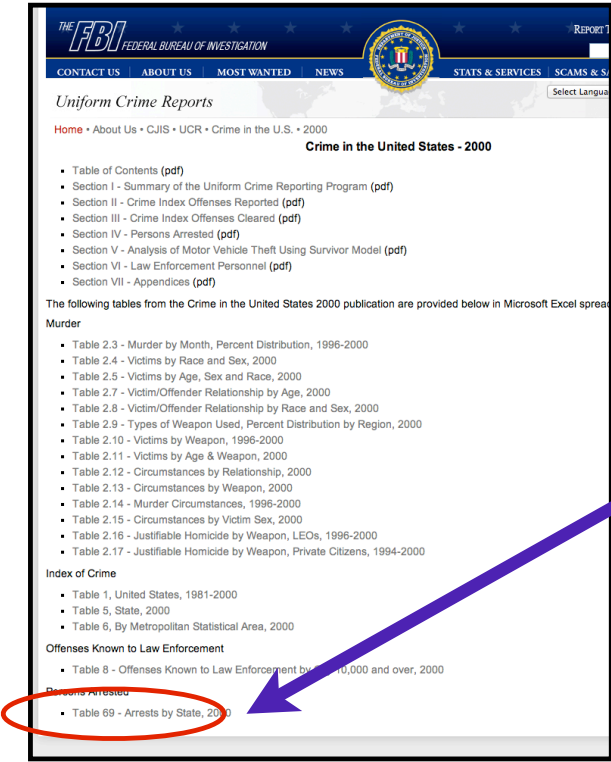 THE FBI FEDERAL BUREAU OF INVESTIGATION
REPORT T
CONTACT US ABOUT US MOST WANTED NEWS STATS & SERVICES SCAMS & SA
Uniform Crime Reports
Select Langua
Home • About Us • CJIS • UCR • Crime in the U.S. • 2000
Crime in the United States - 2000
Table of Contents (pdf)
Section I - Summary of the Uniform Crime Reporting Program (pdf)
Section II - Crime Index Offenses Reported (pdf)
Section III - Crime Index Offenses Cleared (pdf)
Section IV - Persons Arrested (pdf)
Section V - Analysis of Motor Vehicle Theft Using Survivor Model (pdf)
Section VI - Law Enforcement Personnel (pdf)
Section VII - Appendices (pdf)
The following tables from the Crime in the United States 2000 publication are provided below in Microsoft Excel sprea
Murder
Table 2.3 - Murder by Month, Percent Distribution, 1996-2000
Table 2.4 - Victims by Race and Sex, 2000
Table 2.5 - Victims by Age, Sex and Race, 2000
Table 2.7 - Victim/Offender Relationship by Age, 2000
Table 2.8 - Victim/Offender Relationship by Race and Sex, 2000
Table 2.9 - Types of Weapon Used, Percent Distribution by Region, 2000
Table 2.10 - Victims by Weapon, 1996-2000
Table 2.11 - Victims by Age & Weapon, 2000
Table 2.12 - Circumstances by Relationship, 2000
Table 2.13 - Circumstances by Weapon, 2000
Table 2.14 - Murder Circumstances, 1996-2000
Table 2.15 - Circumstances by Victim Sex, 2000
Table 2.16 - Justifiable Homicide by Weapon, LEOs, 1996-2000
Table 2.17 - Justifiable Homicide by Weapon, Private Citizens, 1994-2000
Index of Crime
Table 1, United States, 1981-2000
Table 5, State, 2000
Table 6, By Metropolitan Statistical Area, 2000
Offenses Known to Law Enforcement
Table 8 - Offenses Known to Law Enforcement by 10,000 and over, 2000
Persons Arrested
Table 69 - Arrests by State, 2000